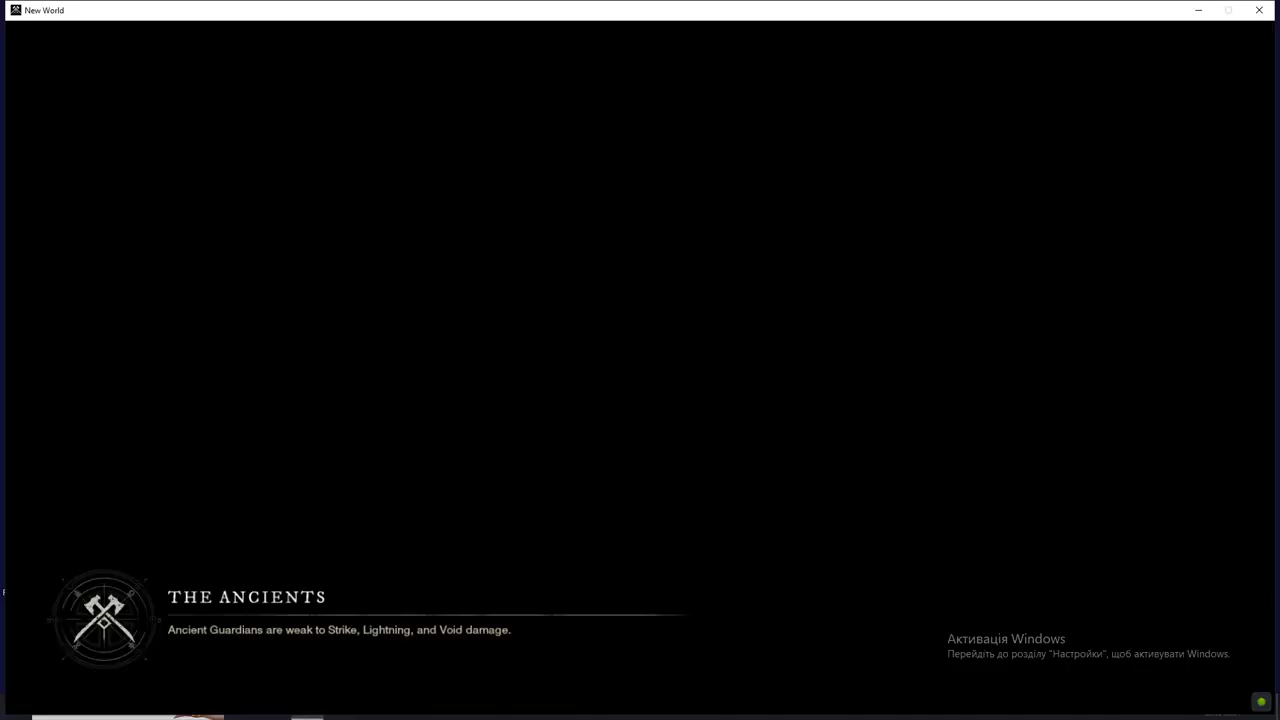 New World
THE ANCIENTS
Ancient Guardians are weak to Strike, Lightning, and Void damage.
Активація Windows
Перейдіть до розділу "Настройки", щоб активувати Windows.